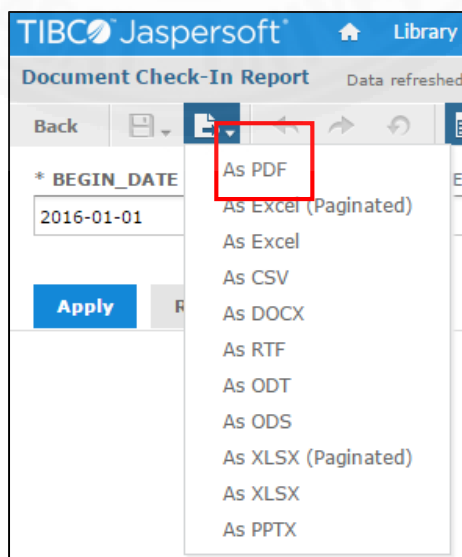 TIBCO Jaspersoft Library
Document Check-In Report Data refreshed
Back
* BEGIN_DATE
2016-01-01
Apply R
As PDF
As Excel (Paginated)
As Excel
As CSV
As DOCX
As RTF
As ODT
As ODS
As XLSX (Paginated)
As XLSX
As PPTX